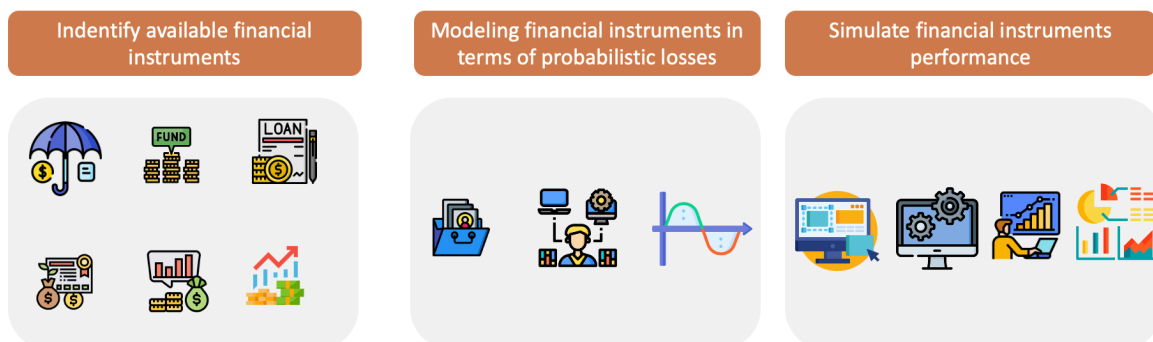 Indentify available financial
instruments
Modeling financial instruments in
terms of probabilistic losses
Simulate financial instruments
performance
FUND
LOAN